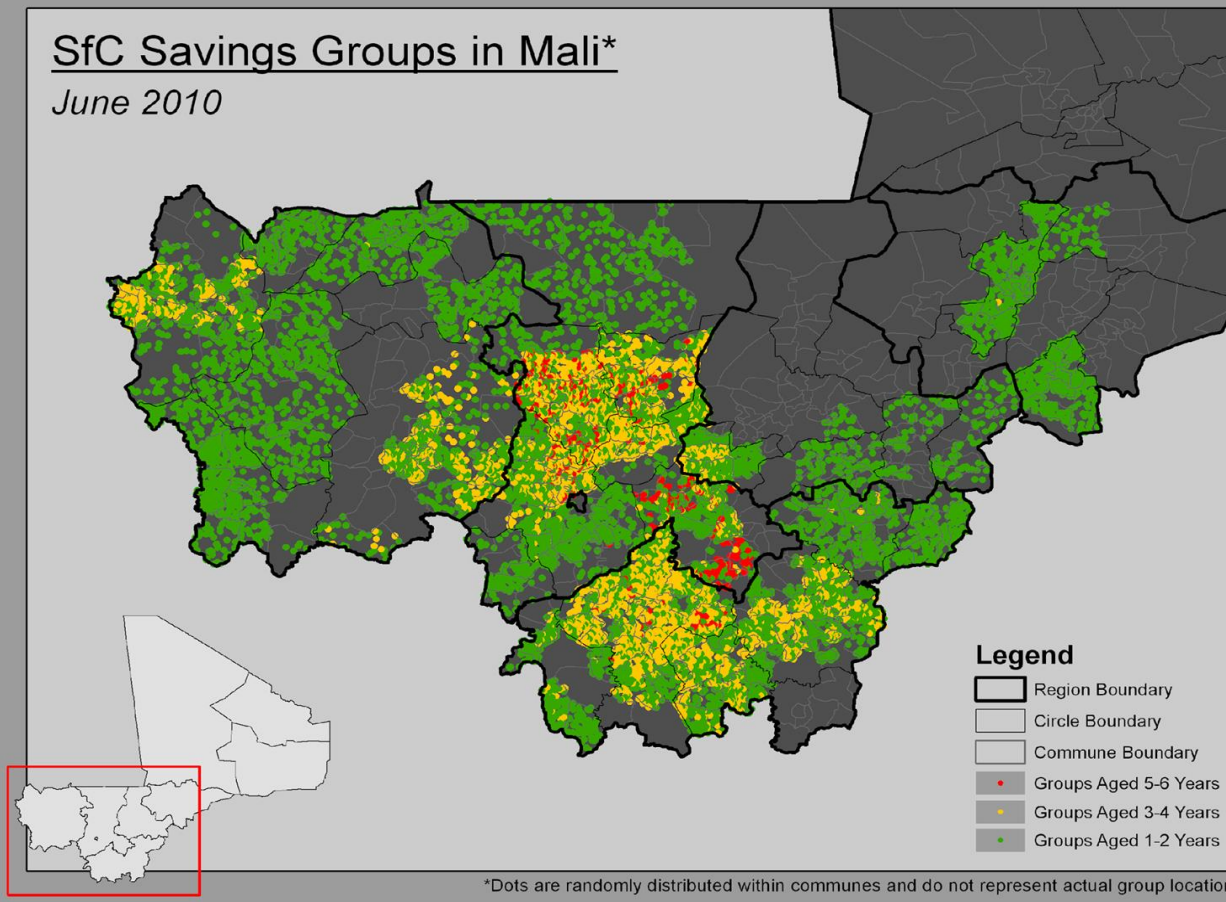 SfC Savings Groups in Mali*
June 2010
Legend
Region Boundary
Circle Boundary
Commune Boundary
Groups Aged 5-6 Years
Groups Aged 3-4 Years
Groups Aged 1-2 Years
*Dots are randomly distributed within communes and do not represent actual group location